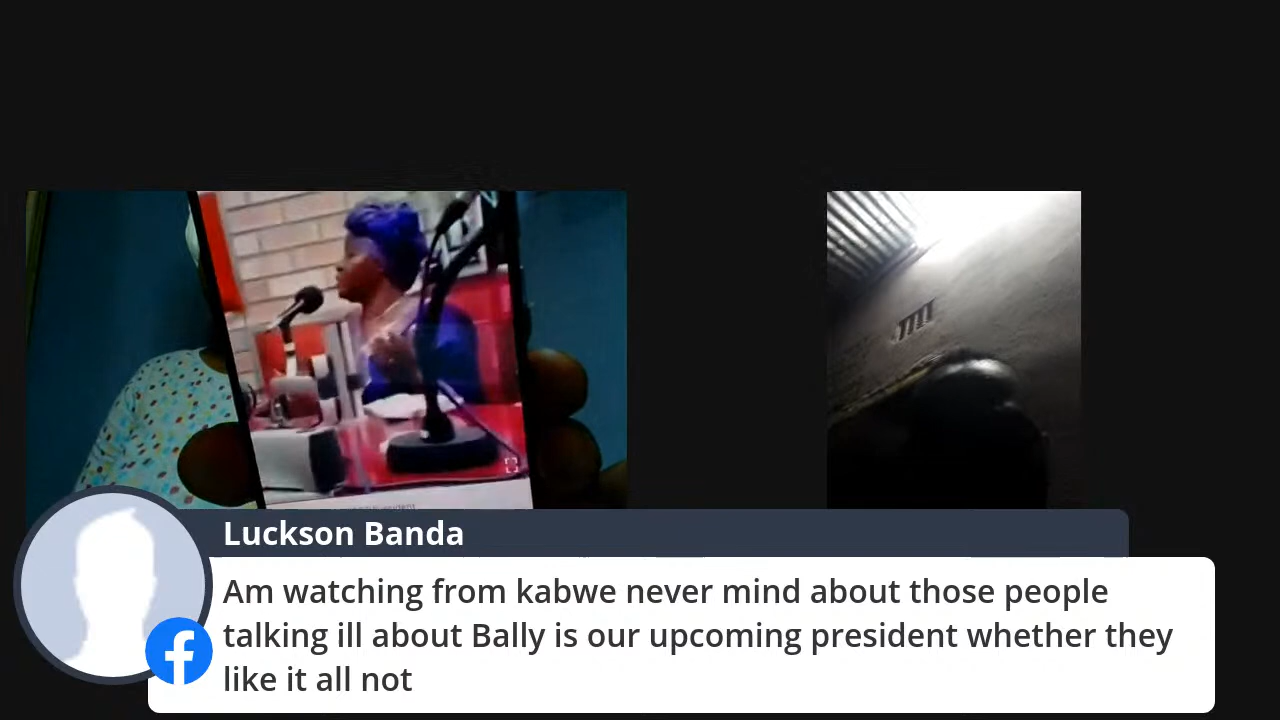 Luckson Banda
Am watching from kabwe never mind about those people
talking ill about Bally is our upcoming president whether they
like it all not